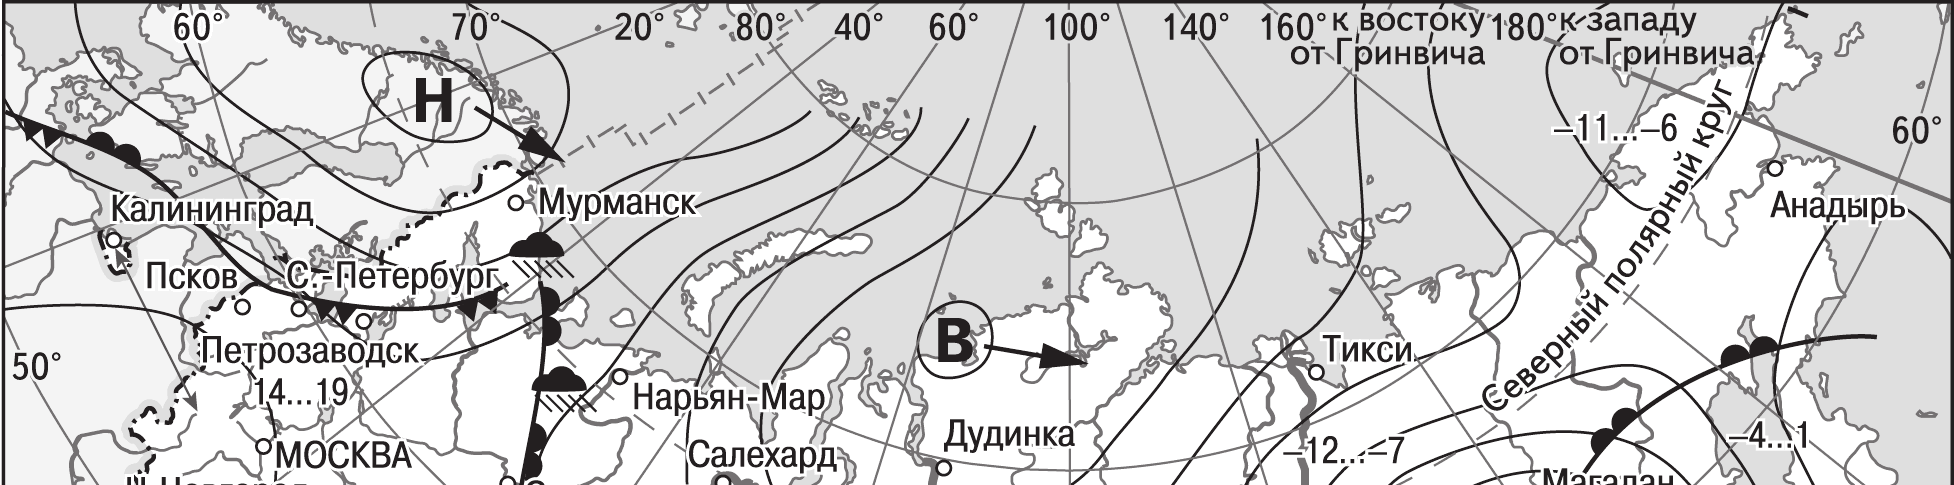 60° 70° 20° 80° 40° 60° 100° 140° 160° к востоку 180° к западу
от Гринвича от Гринвича
Н
–11...–6
60°
Северный полярный круг
Калининград
Мурманск
Анадырь
Псков
С.-Петербург
В
50°
Петрозаводск
14...19
Тикси
Нарьян-Мар
Дудинка
МОСКВА
Салехард
–12...–7
–4...1
Магадан